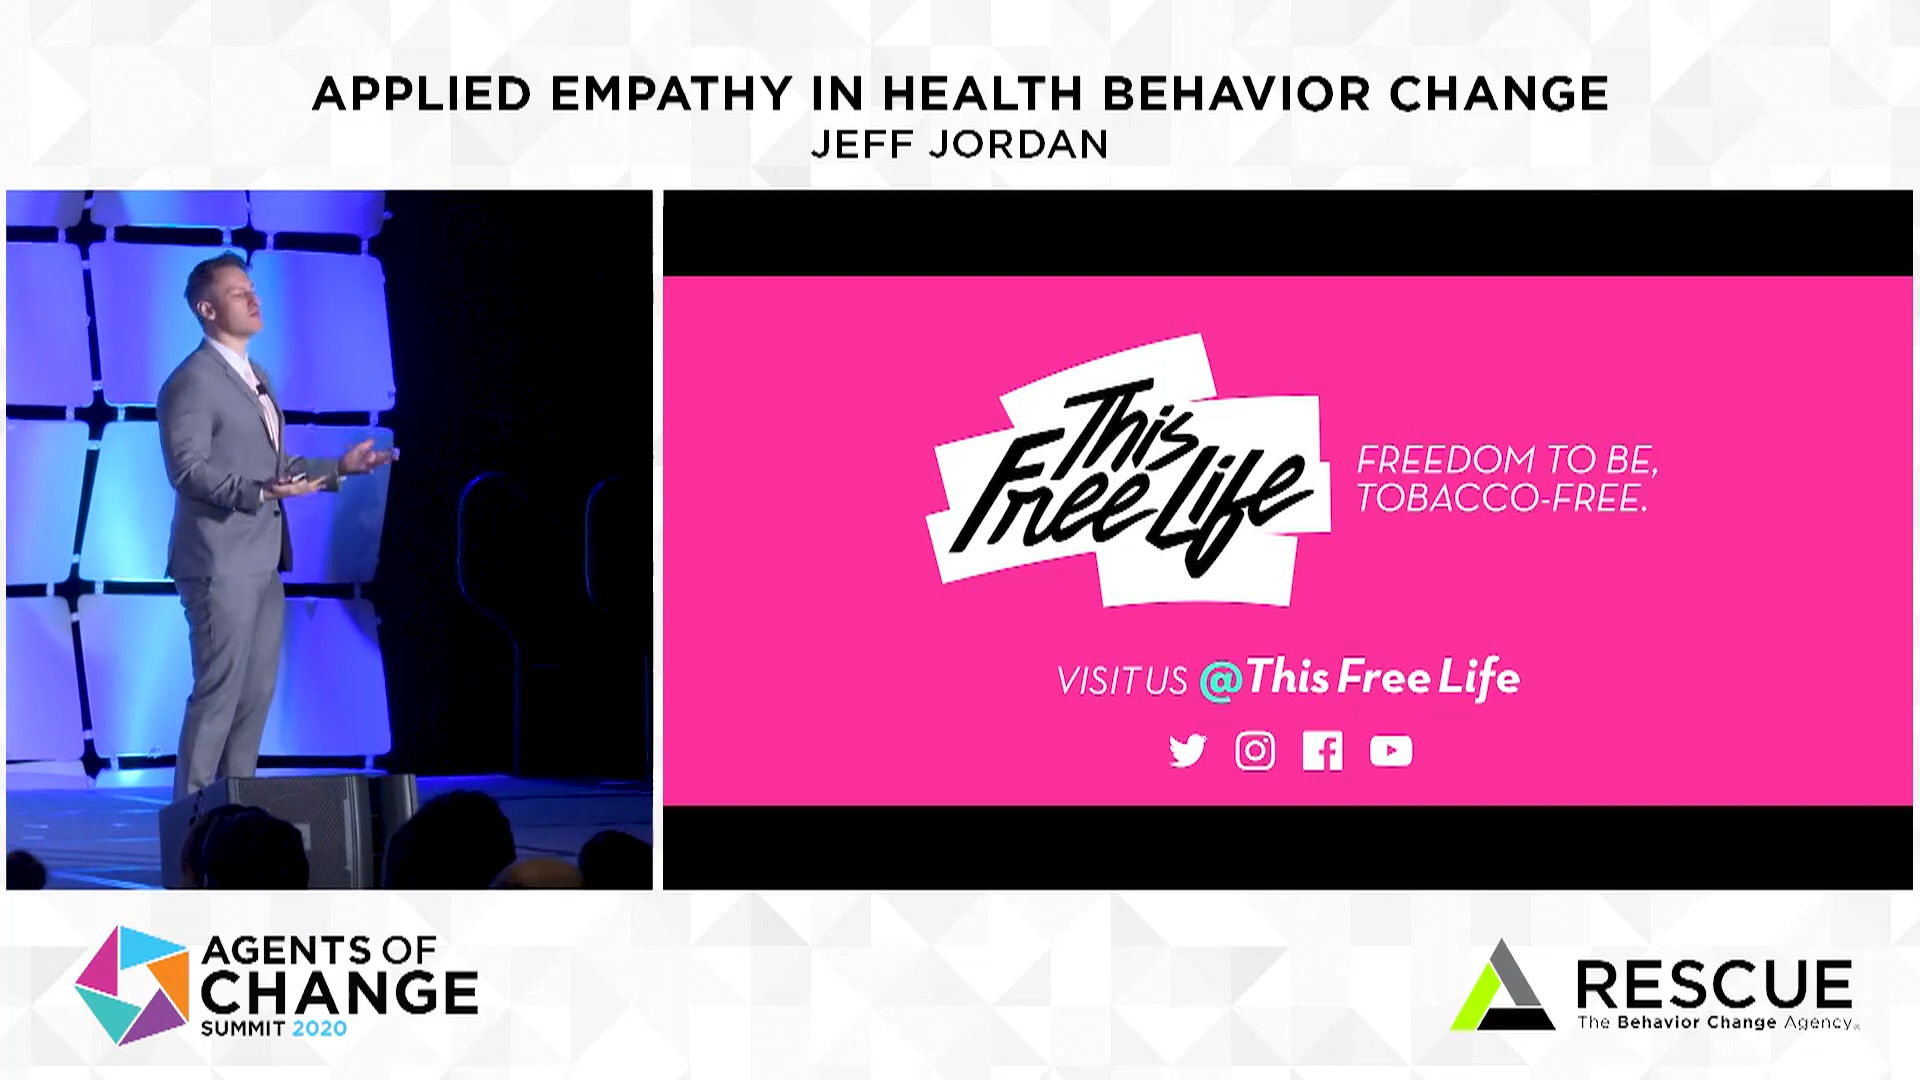 APPLIED EMPATHY IN HEALTH BEHAVIOR CHANGE
JEFF JORDAN
This
Free Life
FREEDOM TO BE,
TOBACCO-FREE.
VISIT US @This Free Life
AGENTS OF
CHANGE
SUMMIT 2020
RESCUE
The Behavior Change Agency